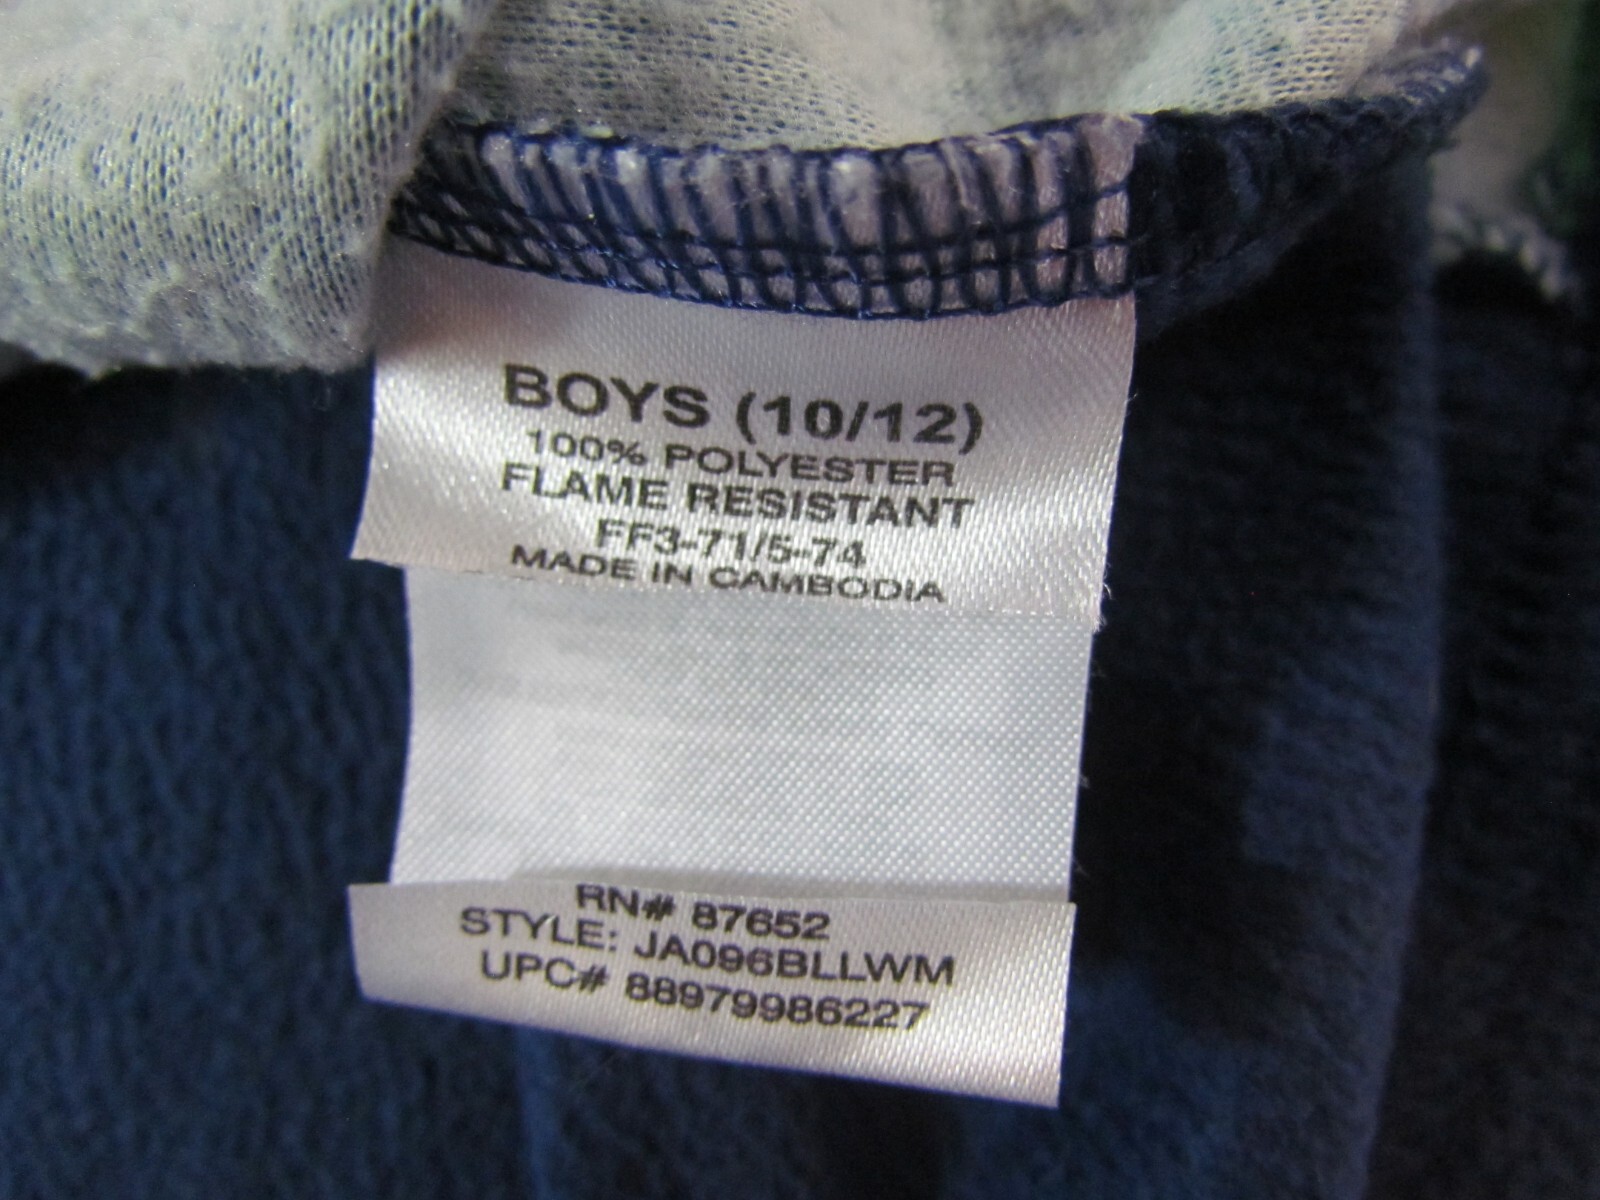 BOYS (10/12)
100% POLYESTER
FLAME RESISTANT
FF3-71/5-74
MADE IN CAMBODIA
RN# 87652
STYLE: JA096BLLWM
UPC# 88979986227